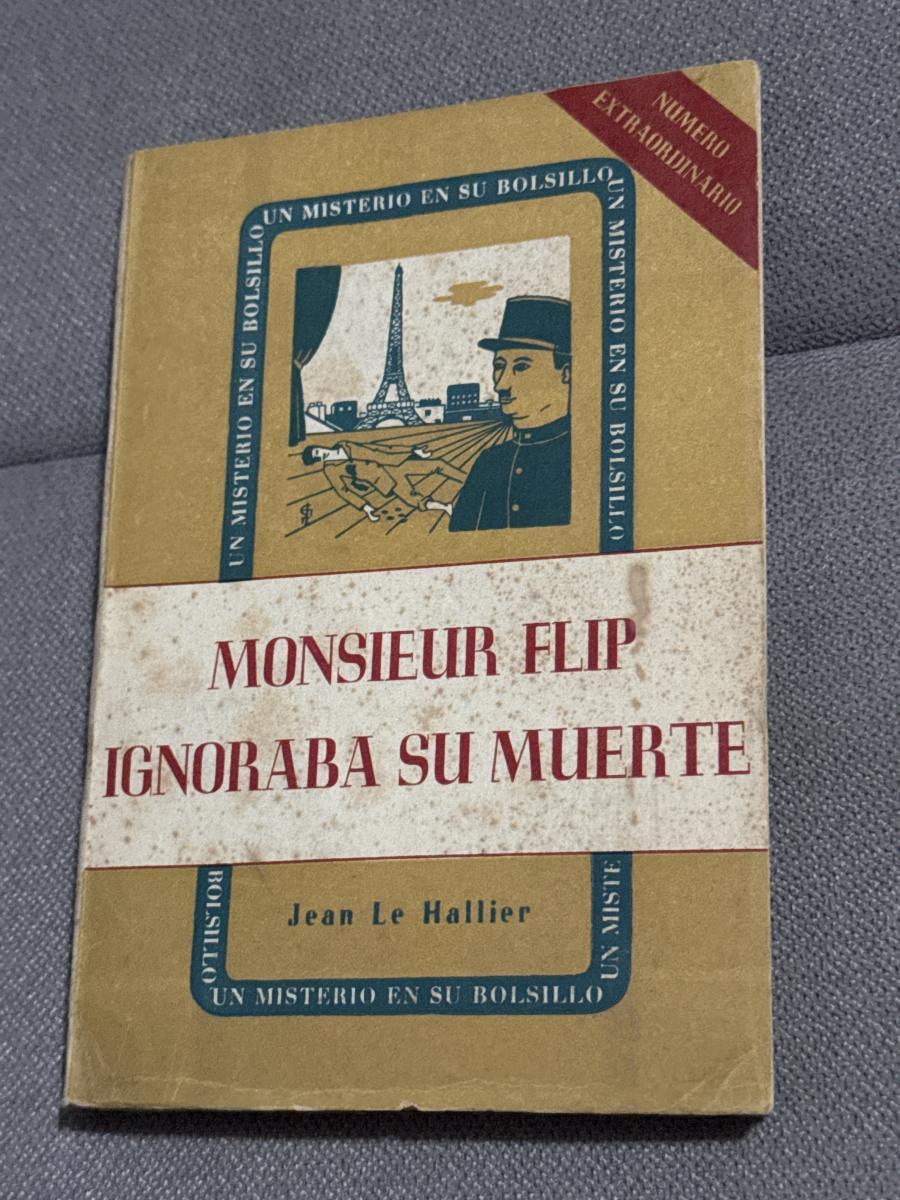 NUMERO
EXTRAORDINARIO
UN MISTERIO EN SU BOLSILLO
UN MISTERIO EN SU BOLSILLO
UN MISTERIO EN SU BOLSILLO
MONSIEUR FLIP
IGNORABA SU MUERTE
BOLSILLO
UN MISTE
Jean Le Hallier
UN MISTERIO EN SU BOLSILLO